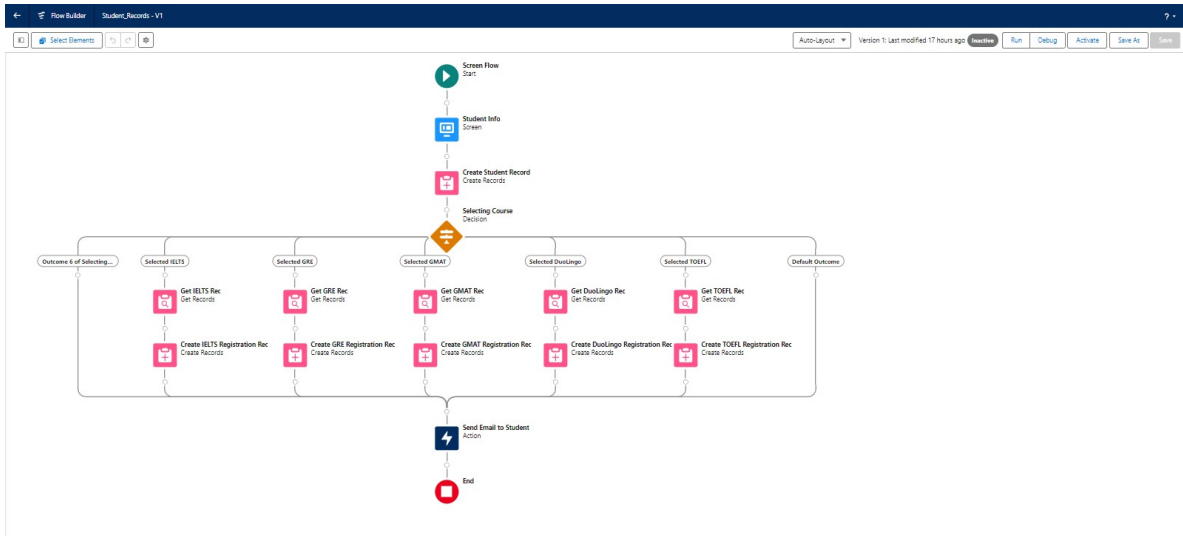 Flow Builder
Student_Records - V1
?
Select Elements
Auto-Layout
Version 1: Last modified 17 hours ago
Inactive
Run
Debug
Activate
Save As
Save
Screen Flow
Start
Student Info
Screen
Create Student Record
Create Records
Selecting Course
Decision
Outcome 6 of Selecting...
Selected IELTS
Selected GRE
Selected GMAT
Selected DuoLingo
Selected TOEFL
Default Outcome
Get IELTS Rec
Get Records
Get GRE Rec
Get Records
Get GMAT Rec
Get Records
Get DuoLingo Rec
Get Records
Get TOEFL Rec
Get Records
Create IELTS Registration Rec
Create Records
Create GRE Registration Rec
Create Records
Create GMAT Registration Rec
Create Records
Create DuoLingo Registration Rec
Create Records
Create TOEFL Registration Rec
Create Records
Send Email to Student
Action
End